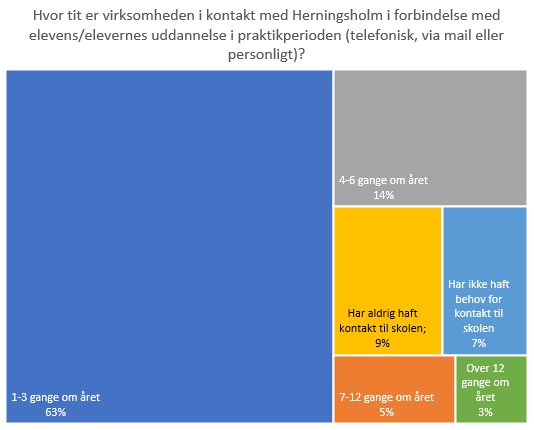 Hvor tit er virksomheden i kontakt med Herningsholm i forbindelse med
elevens/elevernes uddannelse i praktikperioden (telefonisk, via mail eller
personligt)?
1-3 gange om året
63%
4-6 gange om året
14%
Har aldrig haft
kontakt til skolen;
9%
Har ikke haft
behov for
kontakt til
skolen
7%
7-12 gange om året
5%
Over 12
gange om
året
3%